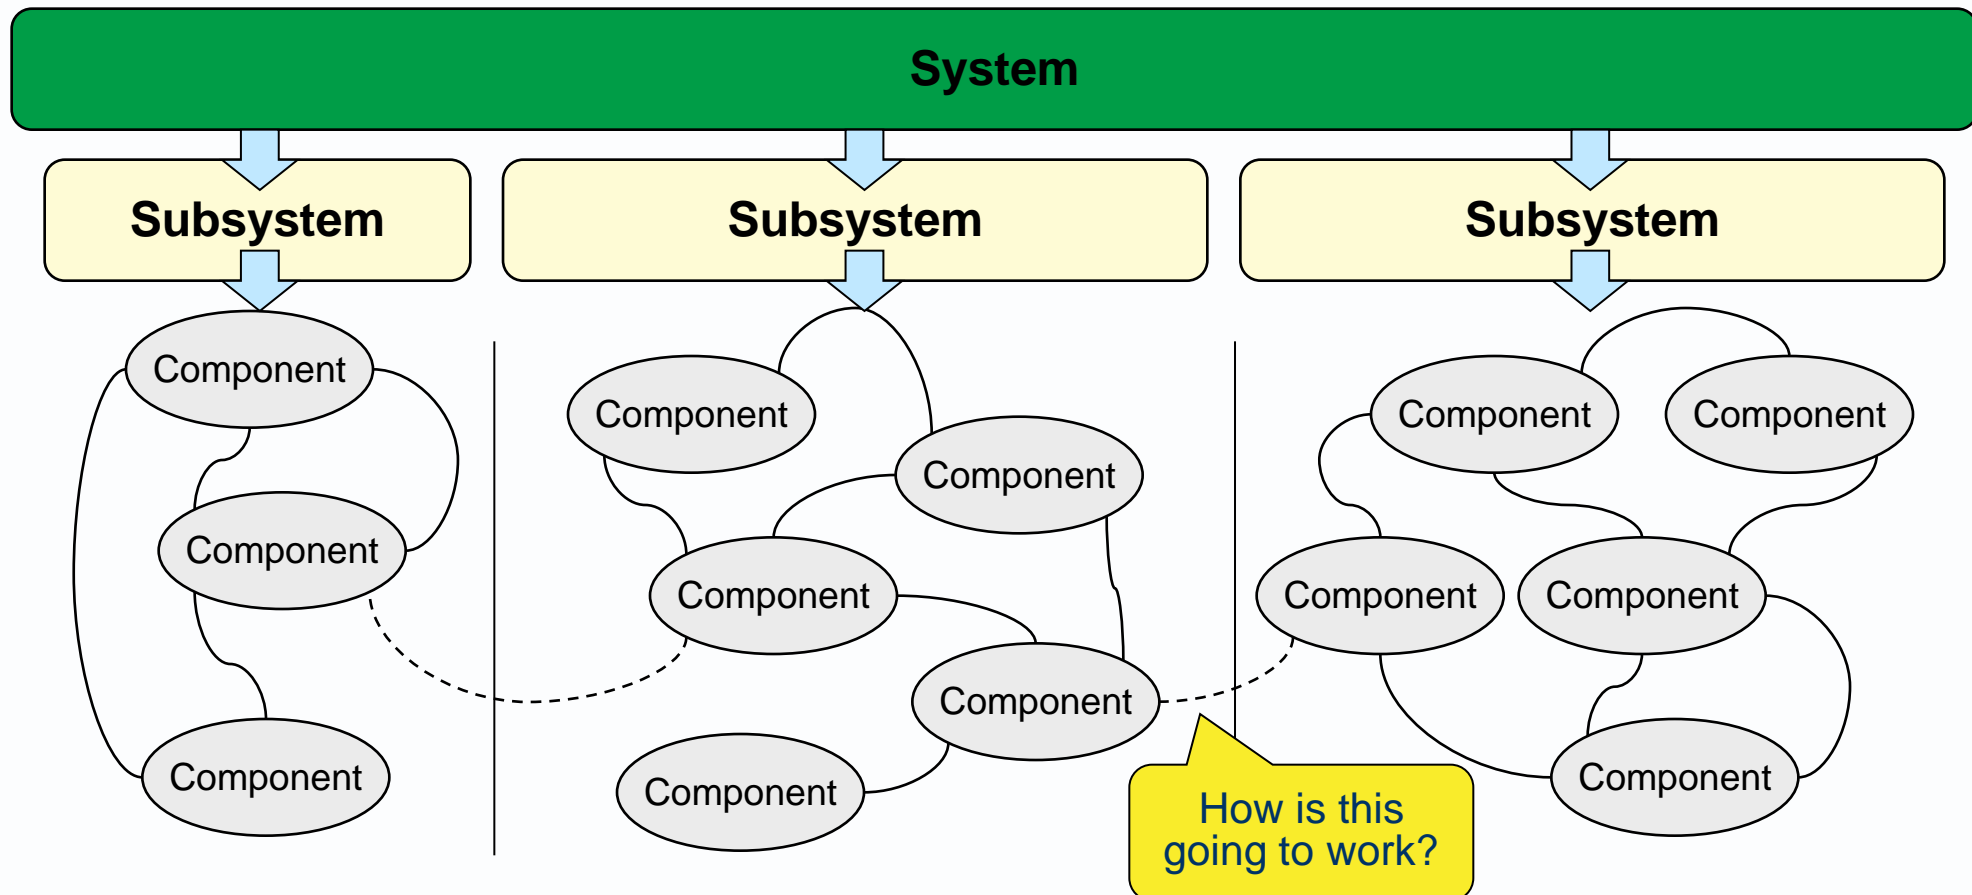 System
Subsystem
Subsystem
Subsystem
Component
Component
Component
Component
Component
Component
Component
Component
Component
Component
Component
Component
Component
How is this
going to work?